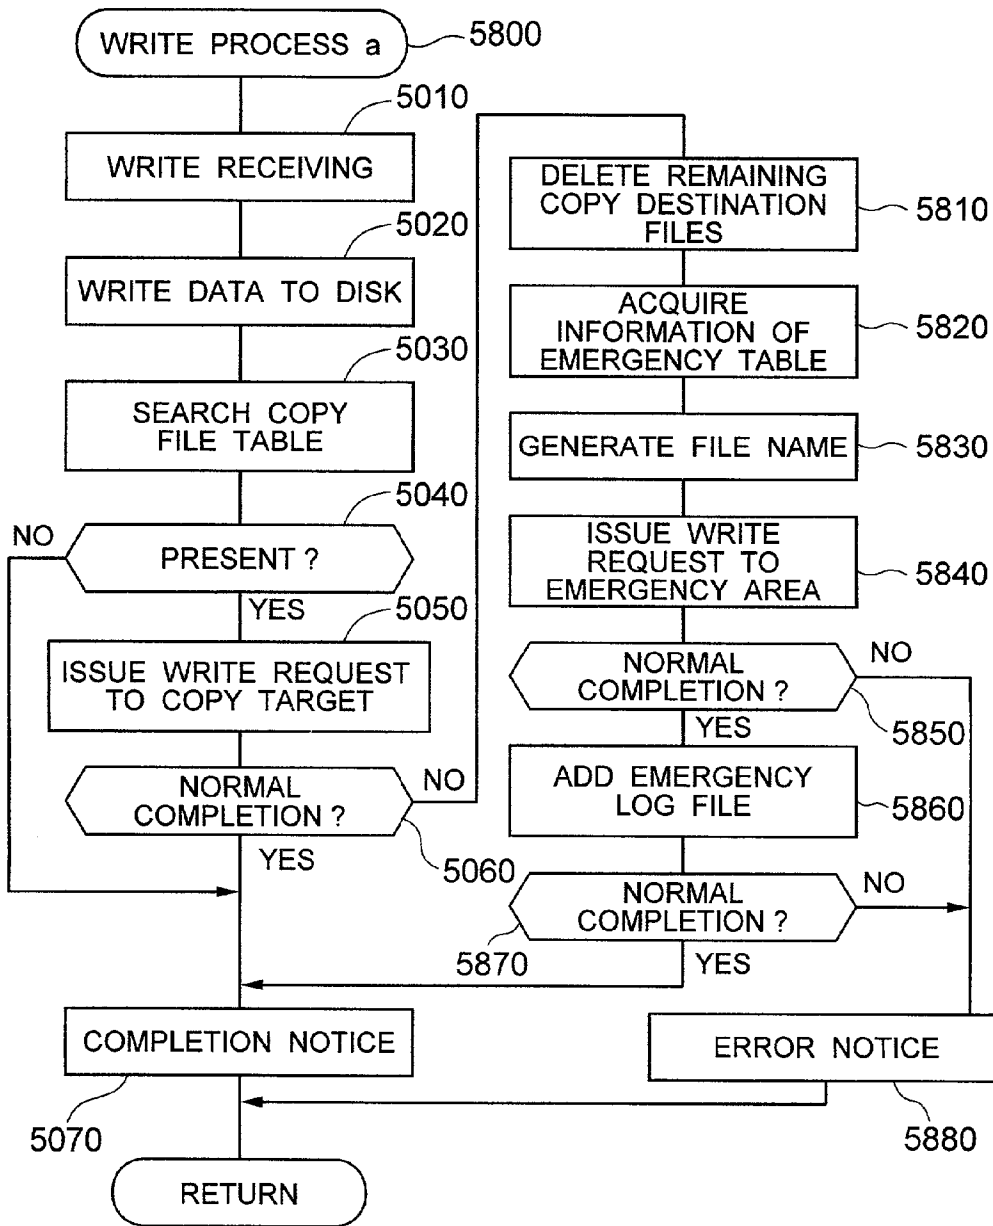 WRITE PROCESS a
5800
5010
WRITE RECEIVING
5020
WRITE DATA TO DISK
5030
SEARCH COPY
FILE TABLE
5040
NO
PRESENT ?
YES
5050
ISSUE WRITE REQUEST
TO COPY TARGET
NORMAL
COMPLETION ?
NO
YES
5060
DELETE REMAINING
COPY DESTINATION
FILES
5810
ACQUIRE
INFORMATION OF
EMERGENCY TABLE
5820
GENERATE FILE NAME
5830
ISSUE WRITE
REQUEST TO
EMERGENCY AREA
5840
NORMAL
COMPLETION ?
NO
YES
5850
ADD EMERGENCY
LOG FILE
5860
NORMAL
COMPLETION ?
NO
5870
YES
COMPLETION NOTICE
5070
ERROR NOTICE
5880
RETURN